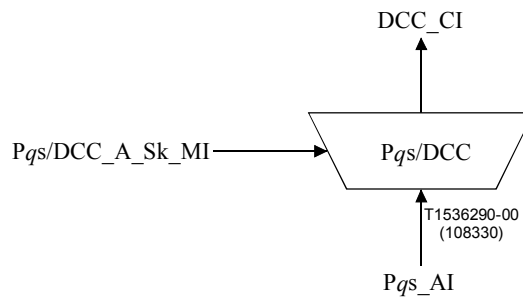 DCC_CI
Pqs/DCC_A_Sk_MI
Pqs/DCC
T1536290-00
(108330)
Pqs_AI